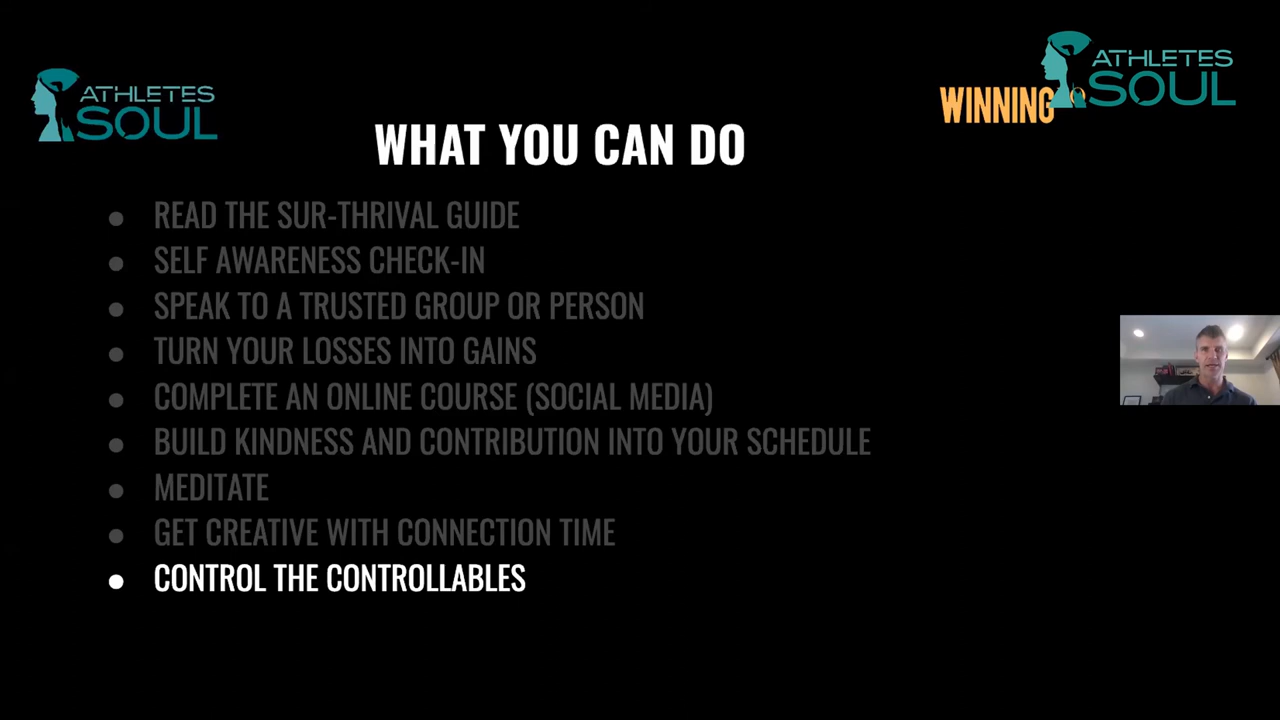 ATHLETES
SOUL
ATHLETES
SOUL
WINNING
WHAT YOU CAN DO
● READ THE SUR-THRIVAL GUIDE
● SELF AWARENESS CHECK-IN
● SPEAK TO A TRUSTED GROUP OR PERSON
● TURN YOUR LOSSES INTO GAINS
● COMPLETE AN ONLINE COURSE (SOCIAL MEDIA)
● BUILD KINDNESS AND CONTRIBUTION INTO YOUR SCHEDULE
● MEDITATE
● GET CREATIVE WITH CONNECTION TIME
● CONTROL THE CONTROLLABLES